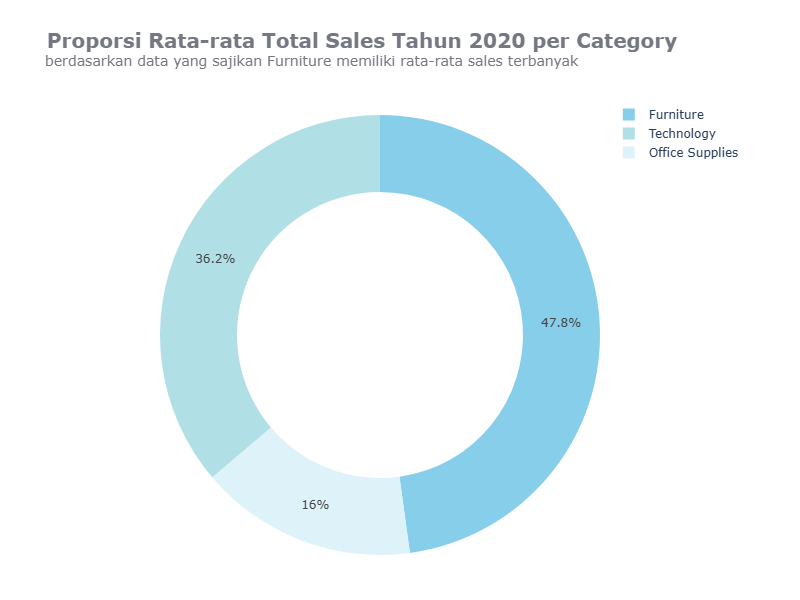 Proporsi Rata-rata Total Sales Tahun 2020 per Category
berdasarkan data yang sajikan Furniture memiliki rata-rata sales terbanyak
Furniture
Technology
Office Supplies
36.2%
47.8%
16%